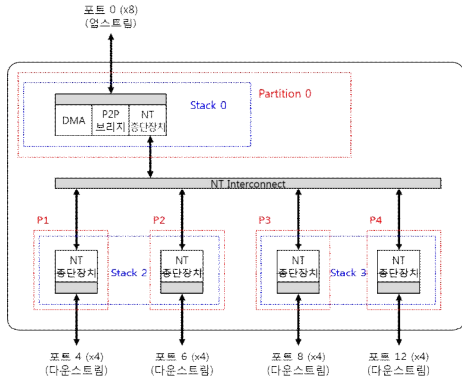 포트 0 (x8)
(업스트림)
Partition 0
Stack 0
DMA
P2P
브리지
NT
종단장치
NT Interconnect
P1
P2
P3
P4
NT
종단장치
Stack 2
NT
종단장치
NT
종단장치
Stack 3
NT
종단장치
포트 4 (x4)
(다운스트림)
포트 6 (x4)
(다운스트림)
포트 8 (x4)
(다운스트림)
포트 12 (x4)
(다운스트림)